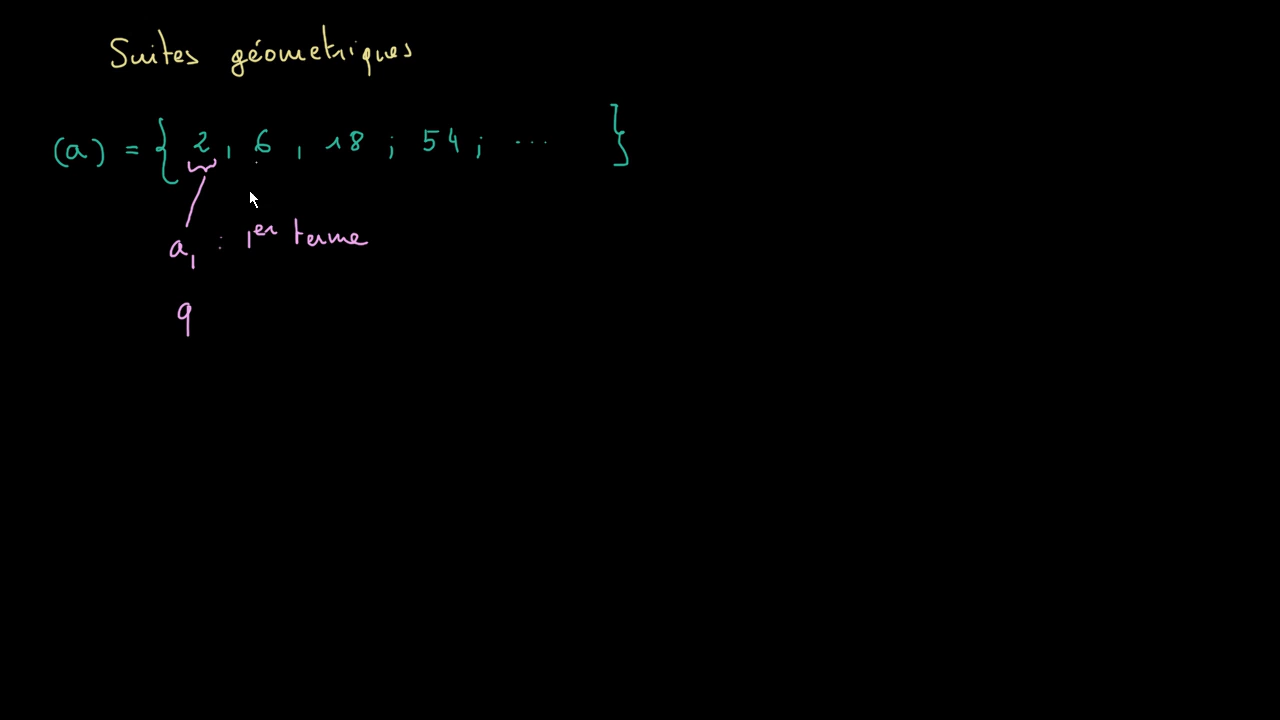 Suites géometriques
(a) = { 2, 6, 18 ; 54 ; ... }
a₁ : 1er terme
q